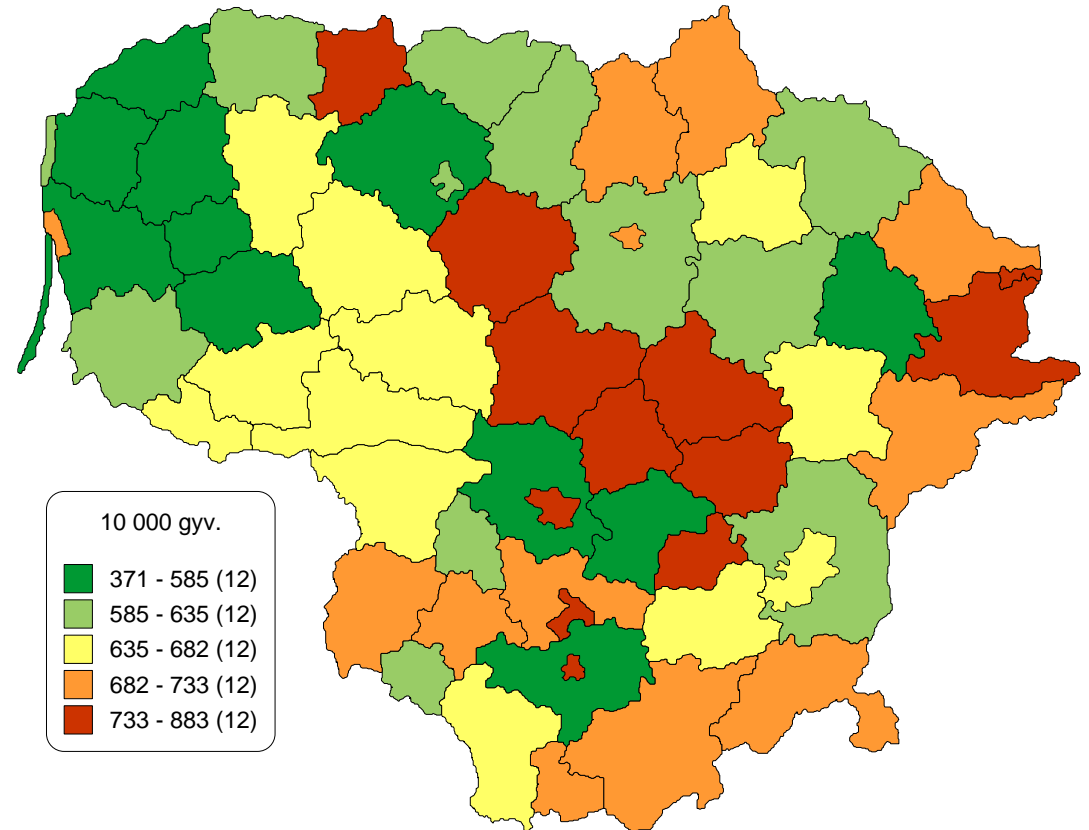 10 000 gyv.
371 - 585 (12)
585 - 635 (12)
635 - 682 (12)
682 - 733 (12)
733 - 883 (12)